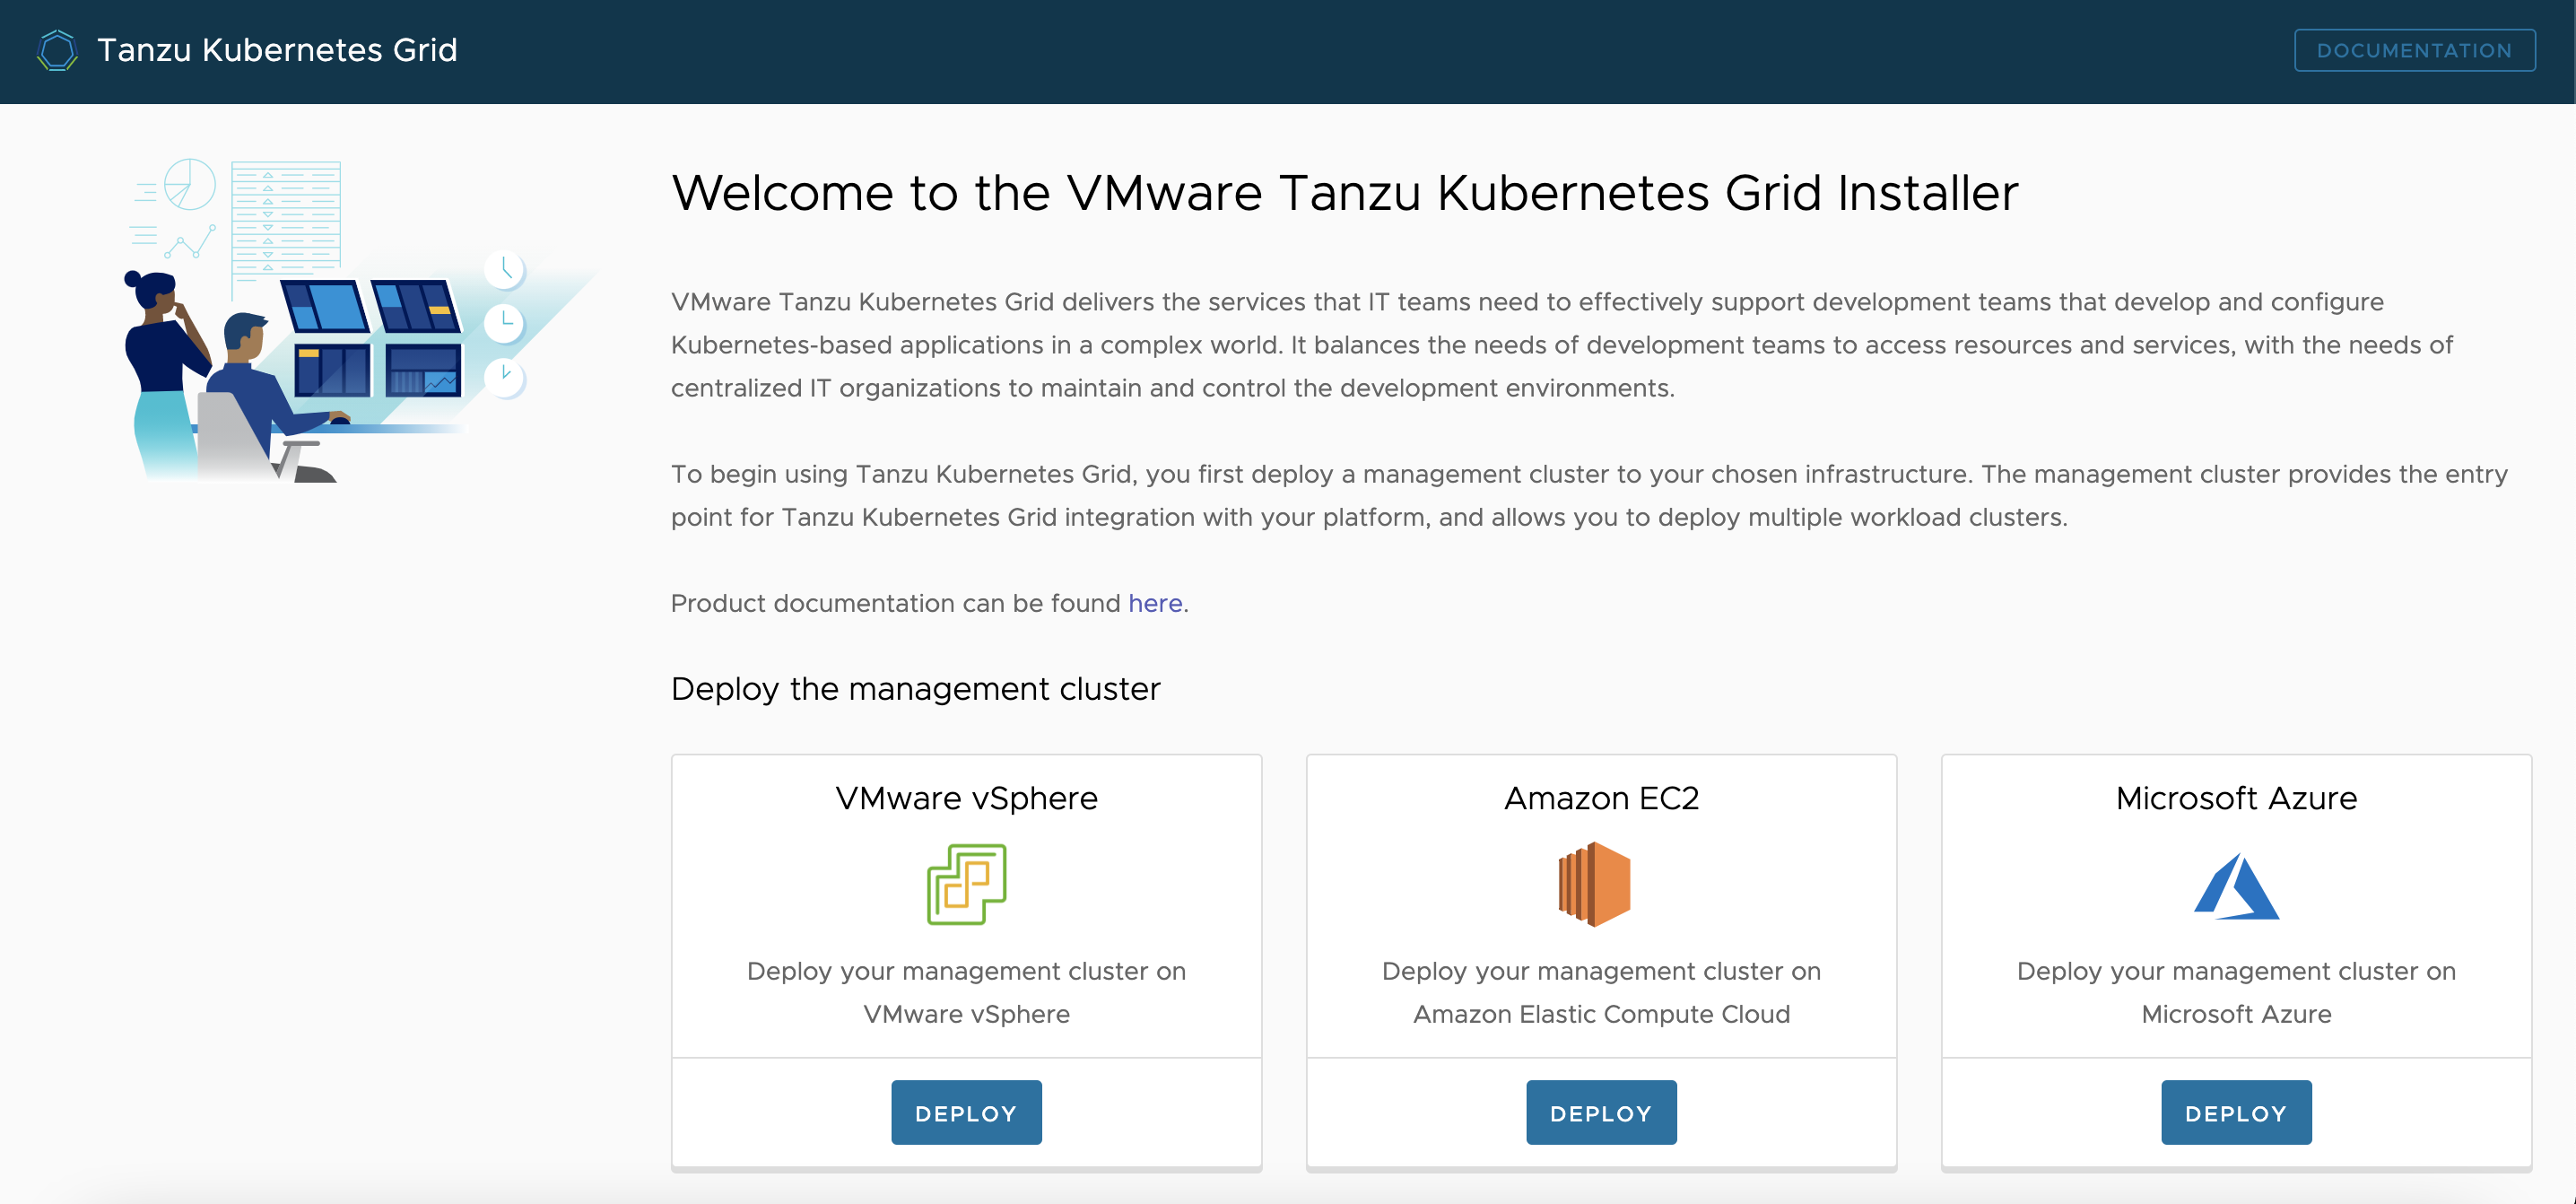 Tanzu Kubernetes Grid
DOCUMENTATION
Welcome to the VMware Tanzu Kubernetes Grid Installer
VMware Tanzu Kubernetes Grid delivers the services that IT teams need to effectively support development teams that develop and configure
Kubernetes-based applications in a complex world. It balances the needs of development teams to access resources and services, with the needs of
centralized IT organizations to maintain and control the development environments.
To begin using Tanzu Kubernetes Grid, you first deploy a management cluster to your chosen infrastructure. The management cluster provides the entry
point for Tanzu Kubernetes Grid integration with your platform, and allows you to deploy multiple workload clusters.
Product documentation can be found here.
Deploy the management cluster
VMware vSphere
Deploy your management cluster on
VMware vSphere
DEPLOY
Amazon EC2
Deploy your management cluster on
Amazon Elastic Compute Cloud
DEPLOY
Microsoft Azure
Deploy your management cluster on
Microsoft Azure
DEPLOY